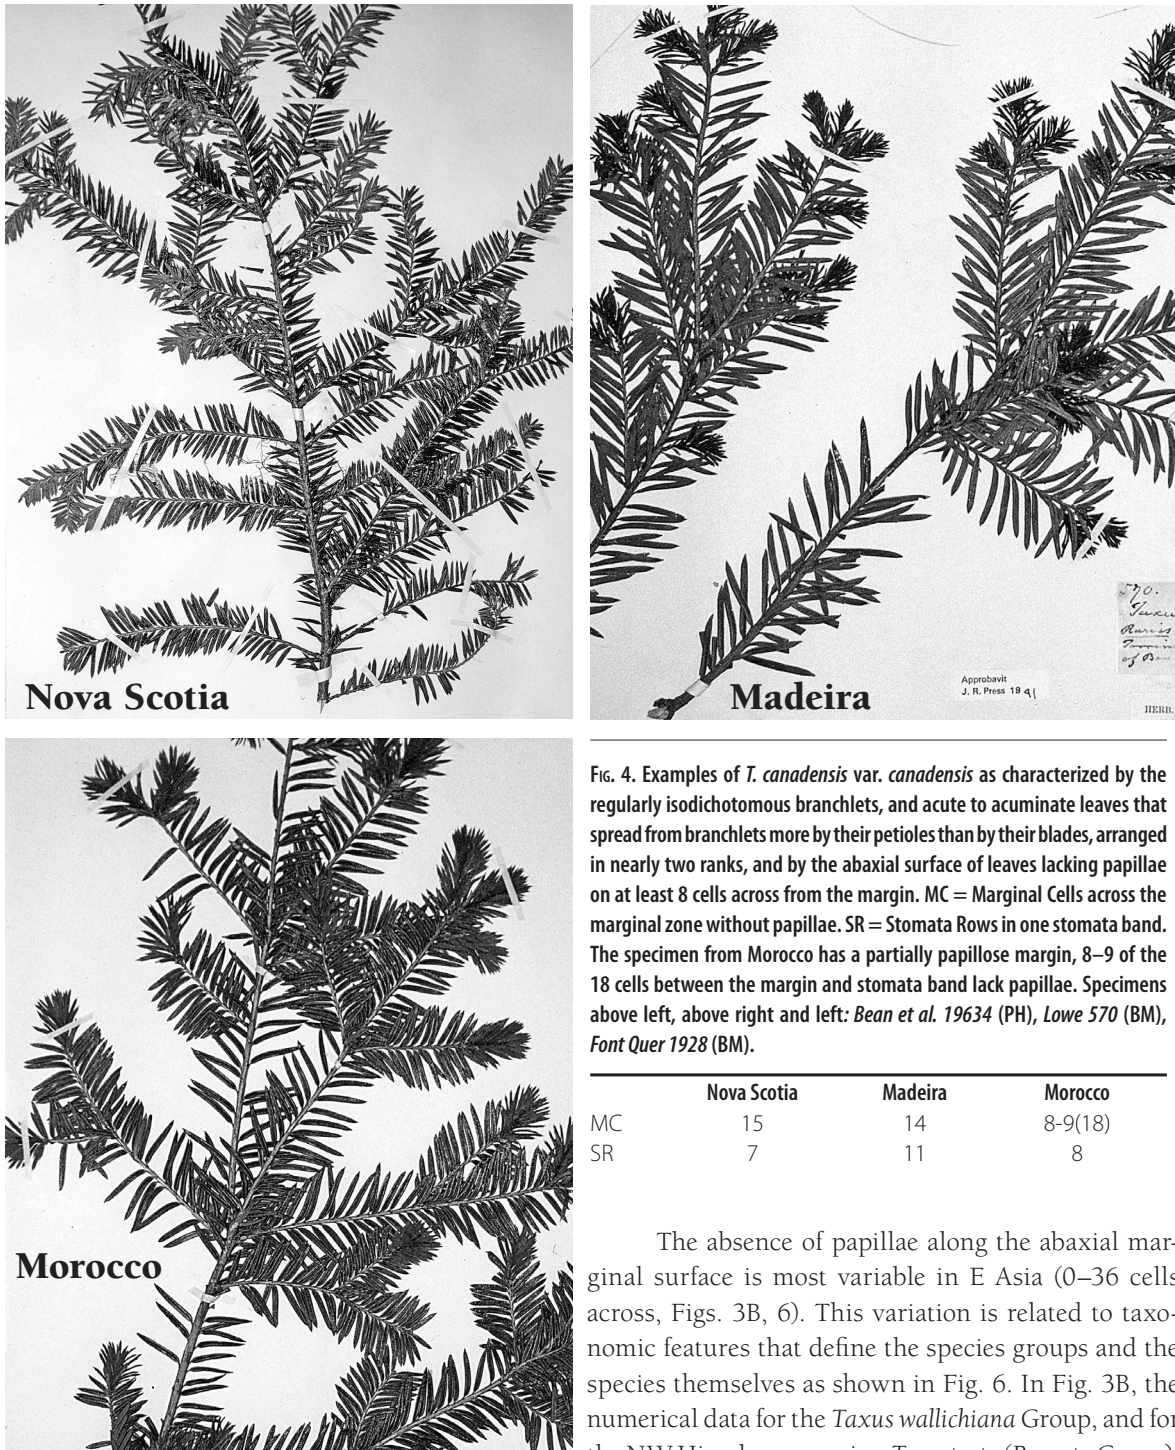 Nova Scotia
Madeira
570.
Approbavit
J. R. Press 1991
HERB.
Morocco
FIG. 4. Examples of T. canadensis var. canadensis as characterized by the
regularly isodichotomous branchlets, and acute to acuminate leaves that
spread from branchlets more by their petioles than by their blades, arranged
in nearly two ranks, and by the abaxial surface of leaves lacking papillae
on at least 8 cells across from the margin. MC = Marginal Cells across the
marginal zone without papillae. SR = Stomata Rows in one stomata band.
The specimen from Morocco has a partially papillose margin, 8–9 of the
18 cells between the margin and stomata band lack papillae. Specimens
above left, above right and left: Bean et al. 19634 (PH), Lowe 570 (BM),
Font Quer 1928 (BM).
Nova Scotia Madeira Morocco
MC 15 14 8-9(18)
SR 7 11 8
The absence of papillae along the abaxial mar-
ginal surface is most variable in E Asia (0–36 cells
across, Figs. 3B, 6). This variation is related to taxo-
nomic features that define the species groups and the
species themselves as shown in Fig. 6. In Fig. 3B, the
numerical data for the Taxus wallichiana Group, and for